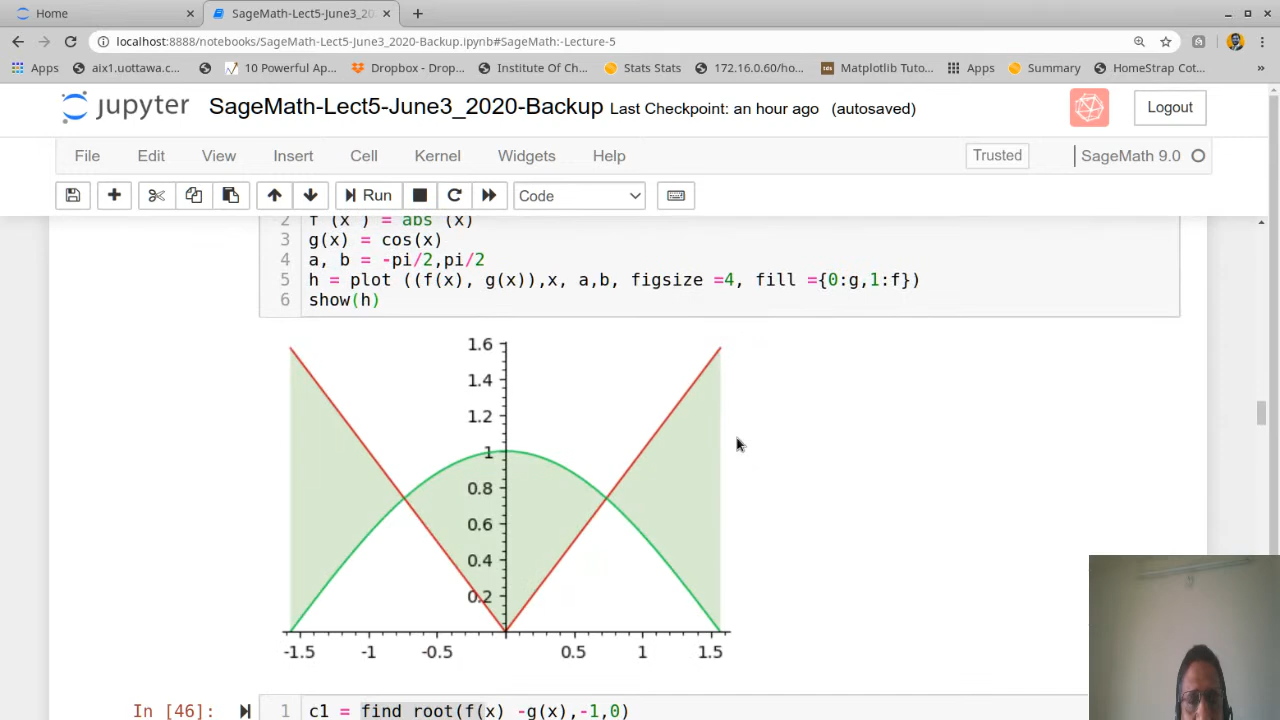 Home
SageMath-Lect5-June3_20
localhost:8888/notebooks/SageMath-Lect5-June3_2020-Backup.ipynb#SageMath:-Lecture-5
Apps aix1.uottawa.c... 10 Powerful Ap... Dropbox - Drop... Institute Of Ch... Stats Stats 172.16.0.60/ho... Matplotlib Tuto... Apps Summary HomeStrap Cot... »
jupyter SageMath-Lect5-June3_2020-Backup Last Checkpoint: an hour ago (autosaved) Logout
File Edit View Insert Cell Kernel Widgets Help Trusted SageMath 9.0
Run Code
2 f (x ) = abs (x)
3 g(x) = cos(x)
4 a, b = -pi/2,pi/2
5 h = plot ((f(x), g(x)),x, a,b, figsize =4, fill ={0:g,1:f})
6 show(h)
1.6
1.4
1.2
1
0.8
0.6
0.4
0.2
-1.5 -1 -0.5 0.5 1 1.5
In [46]: 1 c1 = find_root(f(x) -g(x),-1,0)